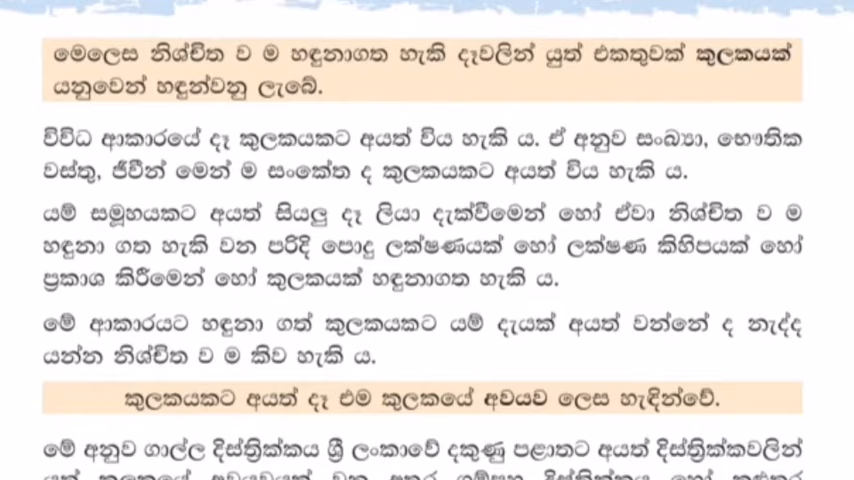 මෙලෙස නිශ්චිත ව ම හඳුනාගත හැකි දෑවලින් යුත් එකතුවක් කුලකයක්
යනුවෙන් හඳුන්වනු ලැබේ.
විවිධ ආකාරයේ දෑ කුලකයකට අයත් විය හැකි ය. ඒ අනුව සංඛ්‍යා, භෞතික
වස්තු, ජීවීන් මෙන් ම සංකේත ද කුලකයකට අයත් විය හැකි ය.
යම් සමූහයකට අයත් සියලු දෑ ලියා දැක්වීමෙන් හෝ ඒවා නිශ්චිත ව ම
හඳුනා ගත හැකි වන පරිදි පොදු ලක්ෂණයක් හෝ ලක්ෂණ කිහිපයක් හෝ
ප්‍රකාශ කිරීමෙන් හෝ කුලකයක් හඳුනාගත හැකි ය.
මේ ආකාරයට හඳුනා ගත් කුලකයකට යම් දැයක් අයත් වන්නේ ද නැද්ද
යන්න නිශ්චිත ව ම කිව හැකි ය.
කුලකයකට අයත් දෑ එම කුලකයේ අවයව ලෙස හැඳින්වේ.
මේ අනුව ගාල්ල දිස්ත්‍රික්කය ශ්‍රී ලංකාවේ දකුණු පළාතට අයත් දිස්ත්‍රික්කවලින්